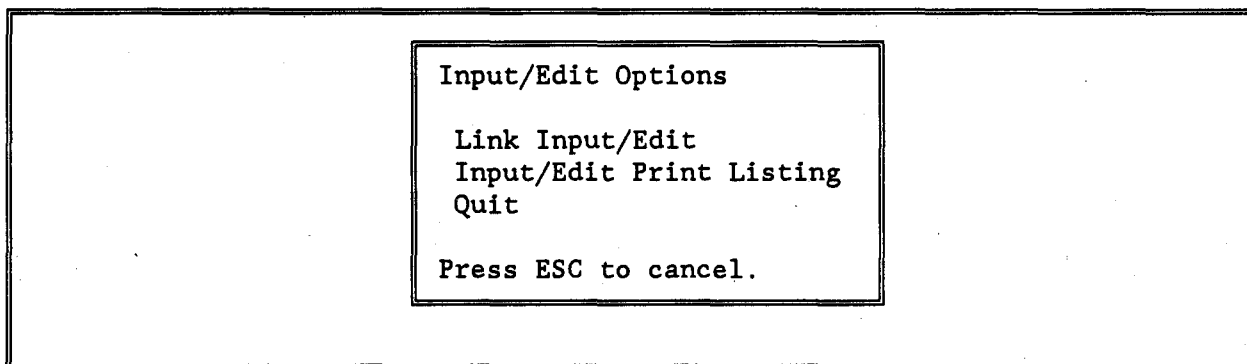 Input/Edit Options
Link Input/Edit
Input/Edit Print Listing
Quit
Press ESC to cancel.